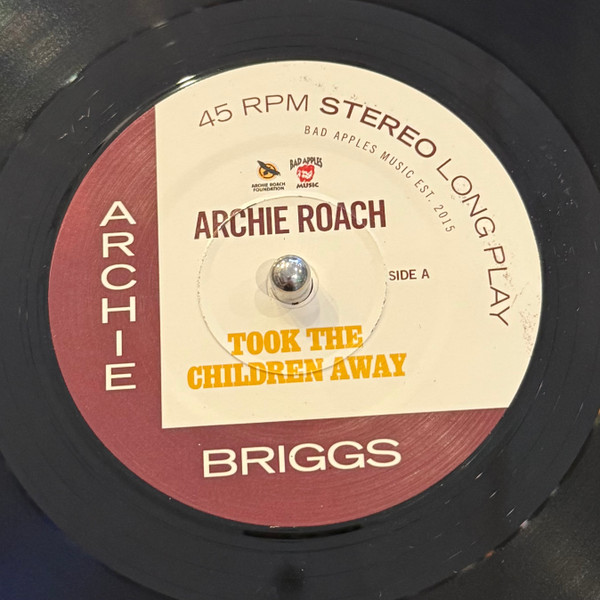 45 RPM STEREO LONG PLAY
BAD APPLES MUSIC EST. 2015
ARCHIE ROACH
FOUNDATION
BAD APPLES
MUSIC
ARCHIE ROACH
SIDE A
TOOK THE
CHILDREN AWAY
ARCHIE
BRIGGS